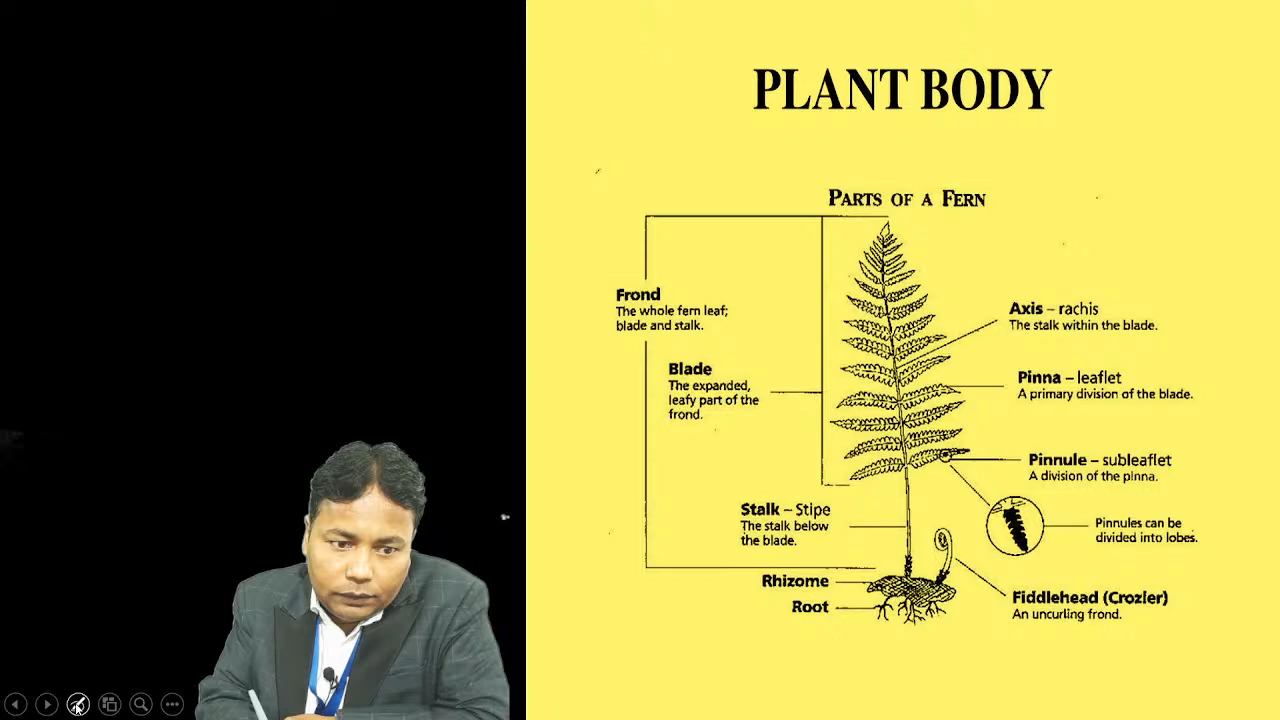 PLANT BODY
PARTS OF A FERN
Frond
The whole fern leaf;
blade and stalk.
Axis – rachis
The stalk within the blade.
Blade
The expanded,
leafy part of the
frond.
Pinna – leaflet
A primary division of the blade.
Pinnule – subleaflet
A division of the pinna.
Stalk – Stipe
The stalk below
the blade.
Pinnules can be
divided into lobes.
Rhizome
Root
Fiddlehead (Crozier)
An uncurling frond.